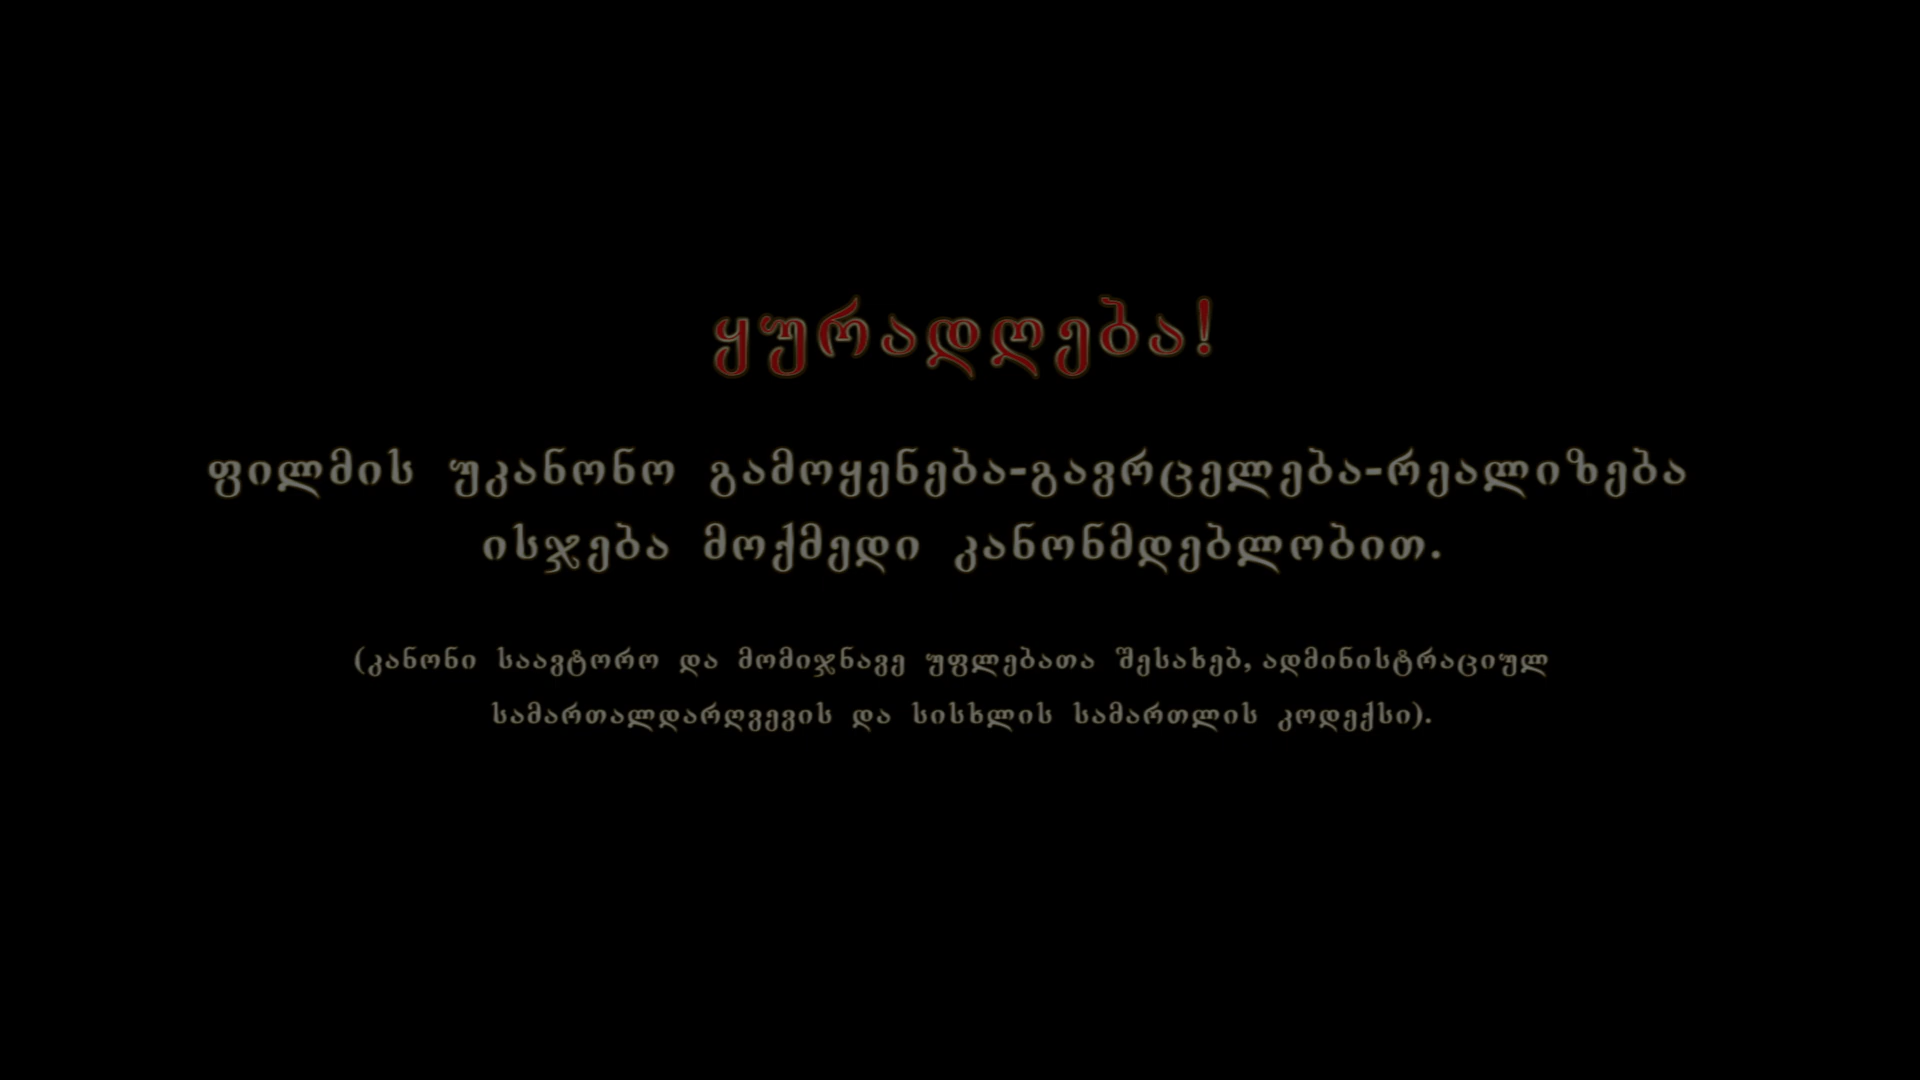 ყურადღება!
ფილმის უკანონო გამოყენება-გავრცელება-რეალიზება
ისჯება მოქმედი კანონმდებლობით.
(კანონი საავტორო და მომიჯნავე უფლებათა შესახებ, ადმინისტრაციულ
სამართალდარღვევის და სისხლის სამართლის კოდექსი).